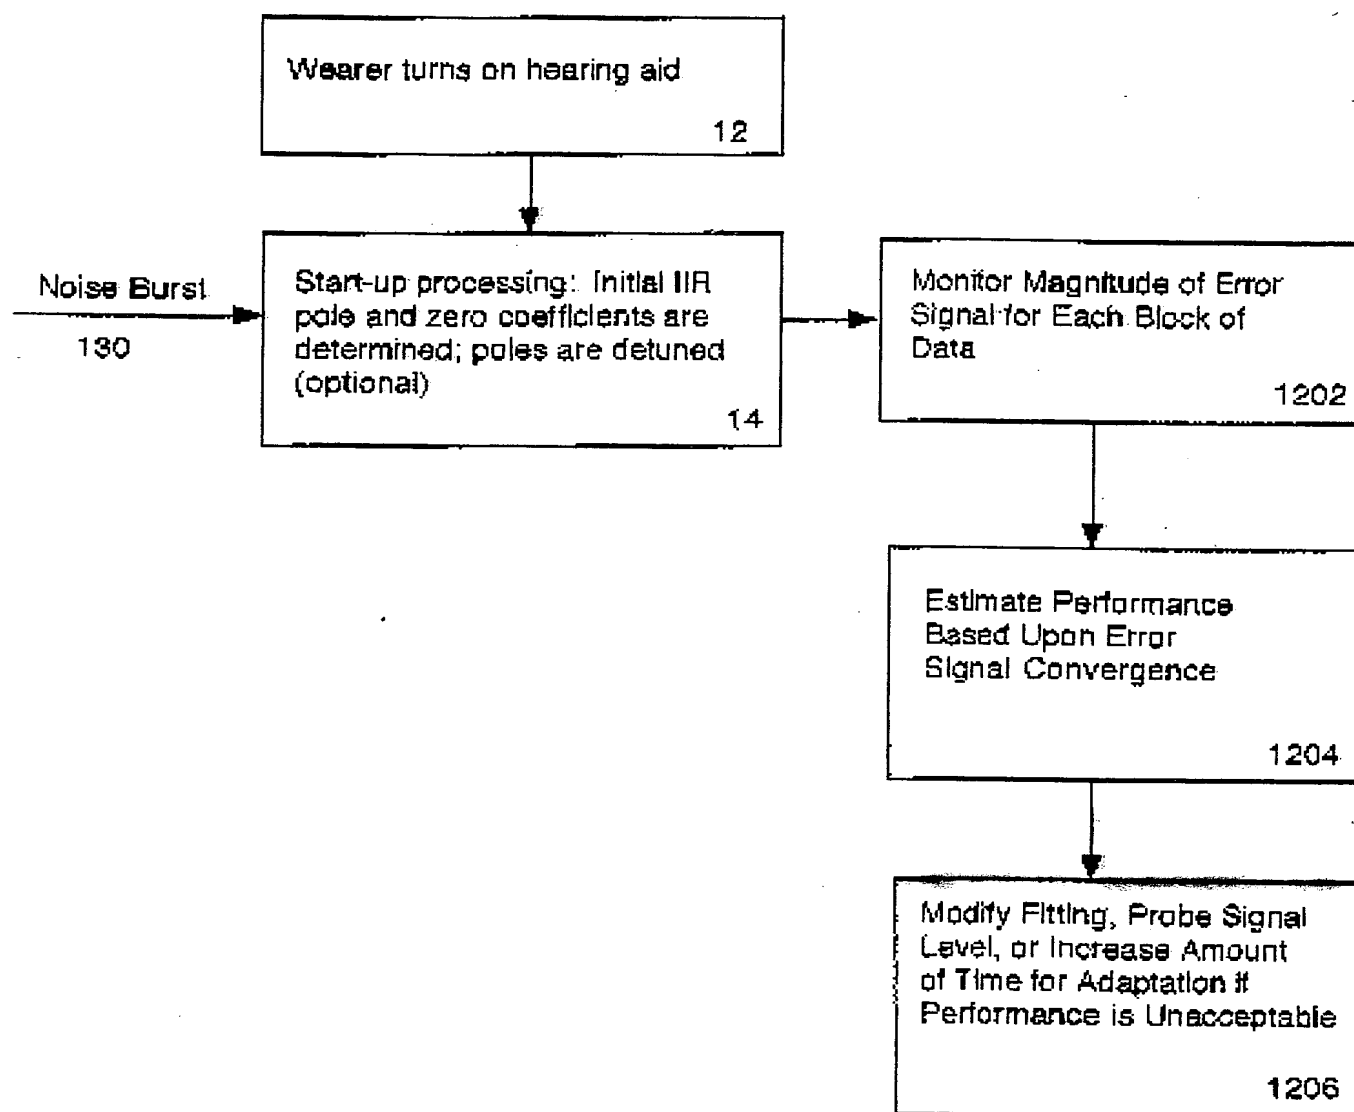 Wearer turns on hearing aid
12
Noise Burst
130
Start-up processing: Initial IIR
pole and zero coefficients are
determined; poles are detuned
(optional)
14
Monitor Magnitude of Error
Signal for Each Block of
Data
1202
Estimate Performance
Based Upon Error
Signal Convergence
1204
Modify Fitting, Probe Signal
Level, or Increase Amount
of Time for Adaptation if
Performance is Unacceptable
1206